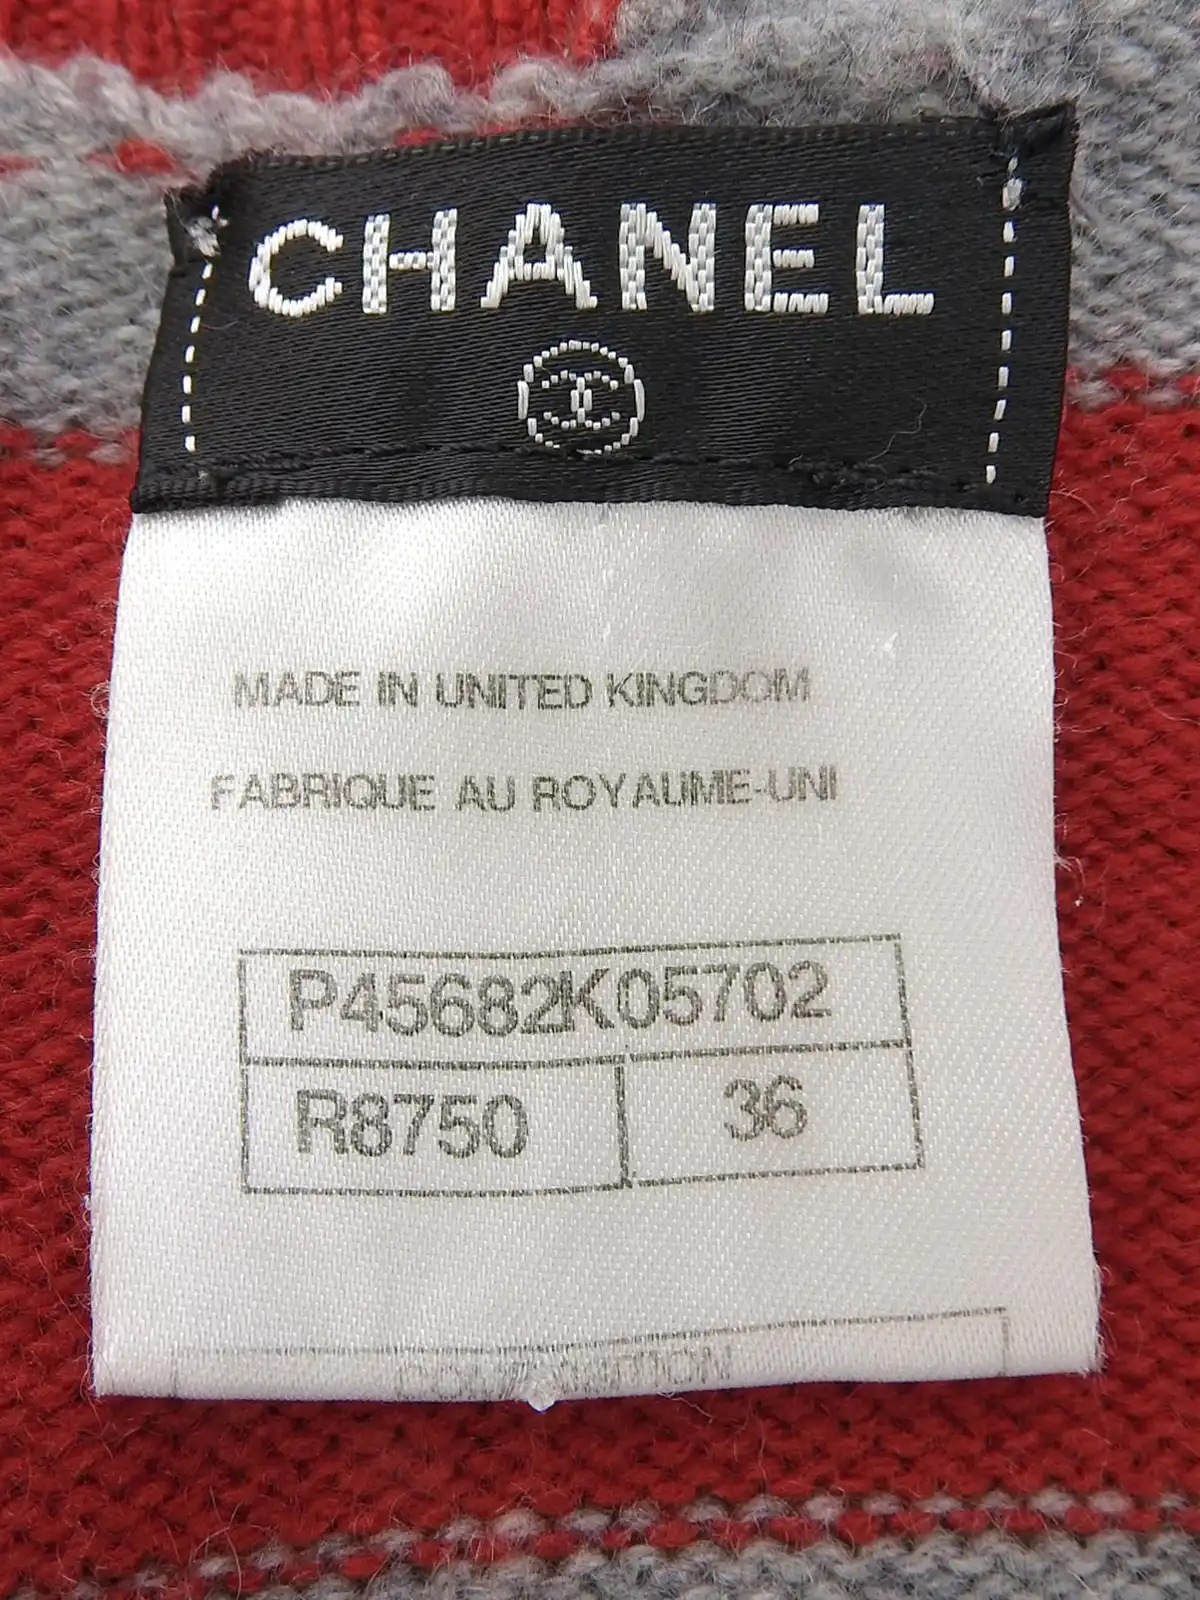 CHANEL
MADE IN UNITED KINGDOM
FABRIQUE AU ROYAUME-UNI
P45682K05702
R8750
36